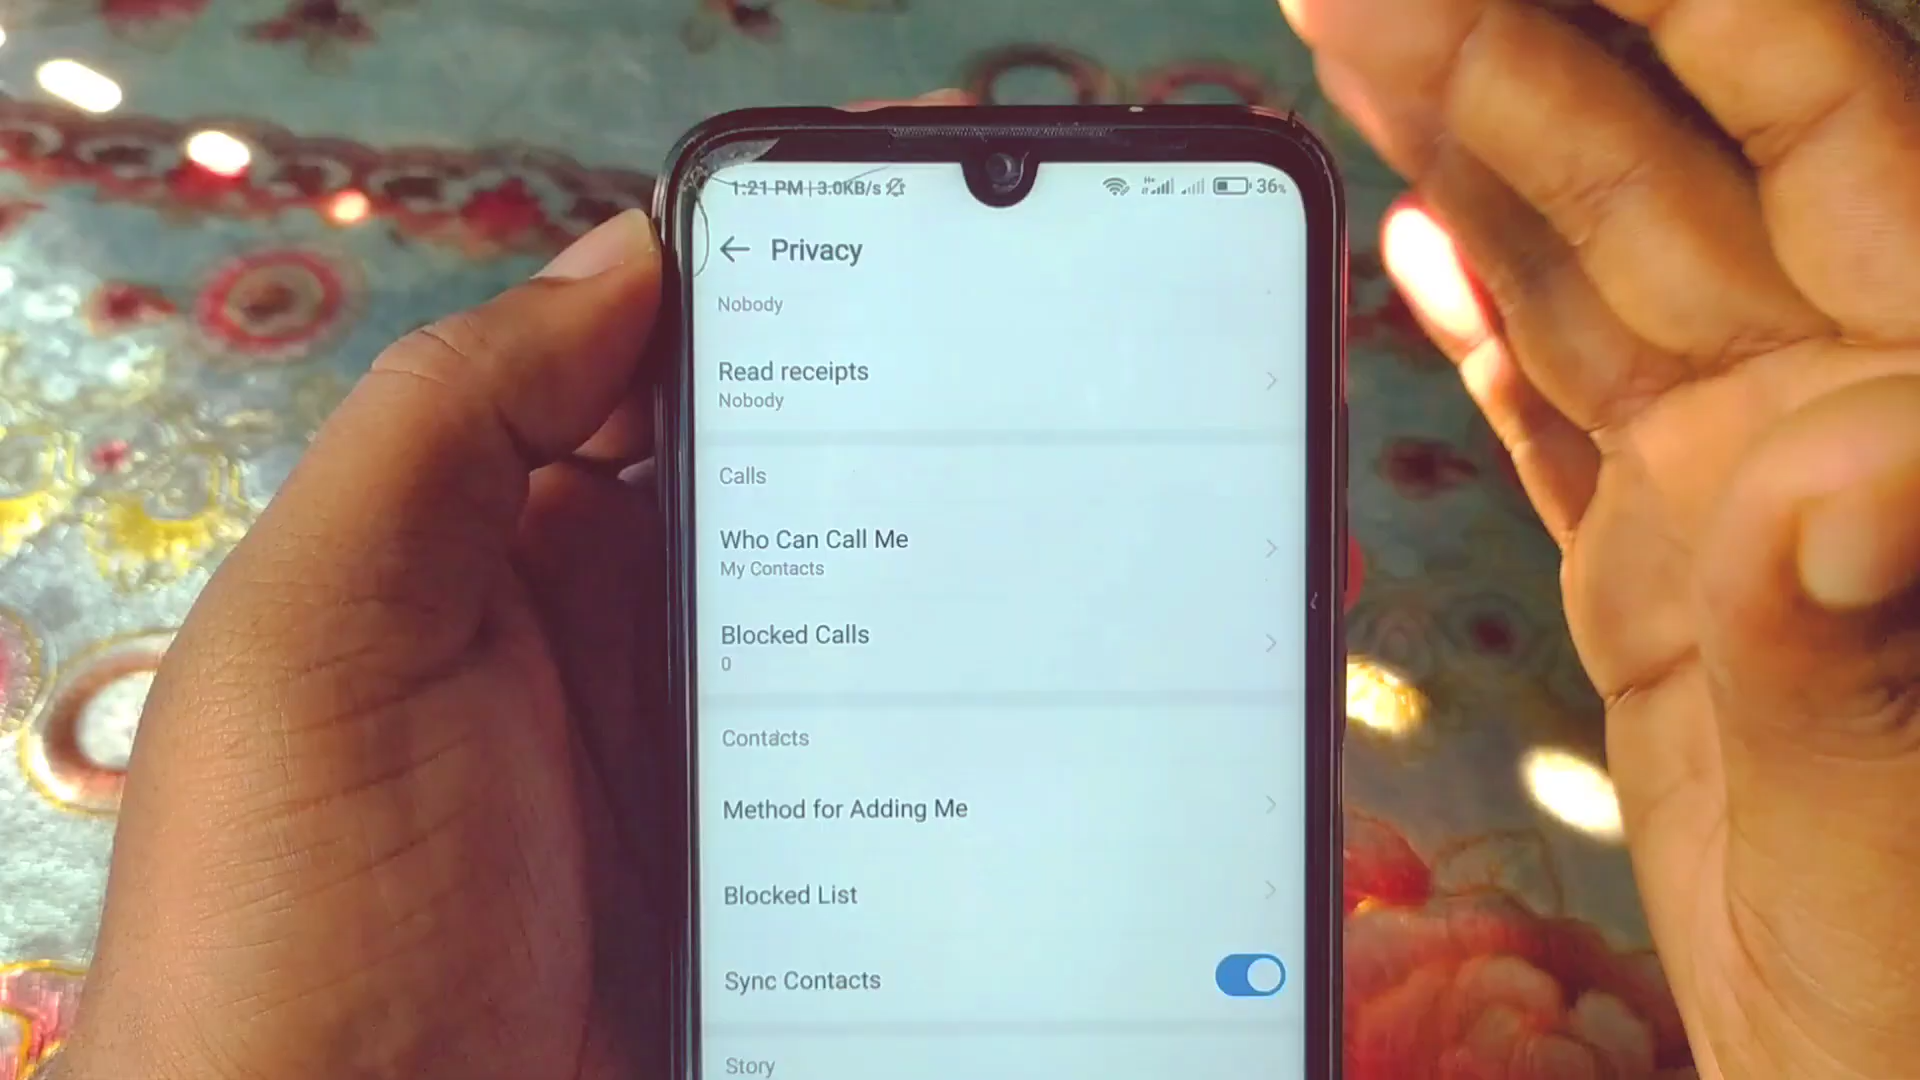 1:21 PM | 3.0KB/s 36%
Privacy
Nobody
Read receipts
Nobody
Calls
Who Can Call Me
My Contacts
Blocked Calls
0
Contacts
Method for Adding Me
Blocked List
Sync Contacts
Story